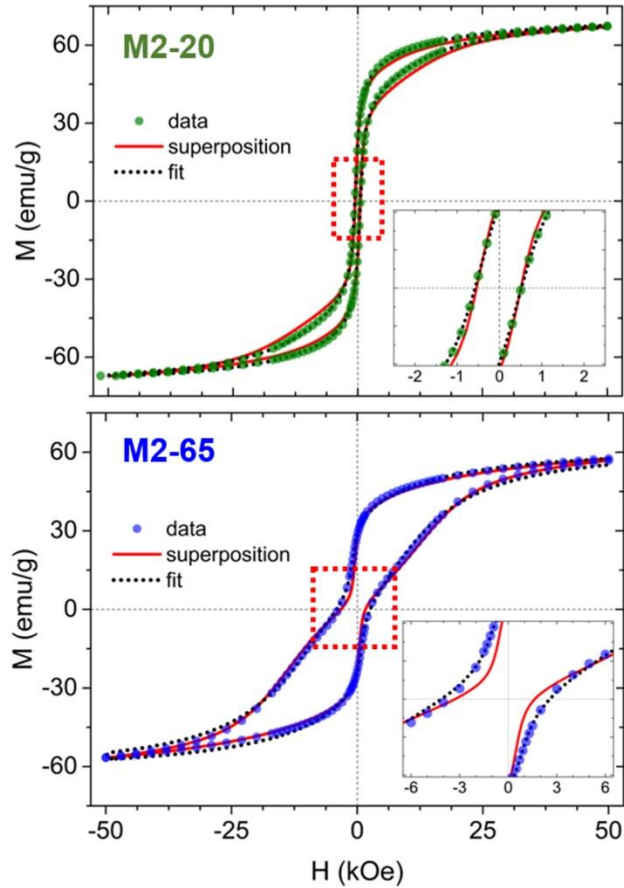 M2-20
data
superposition
fit
M (emu/g)
60
30
0
-30
-60
-2 -1 0 1 2
M2-65
data
superposition
fit
M (emu/g)
60
30
0
-30
-60
-6 -3 0 3 6
-50 -25 0 25 50
H (kOe)